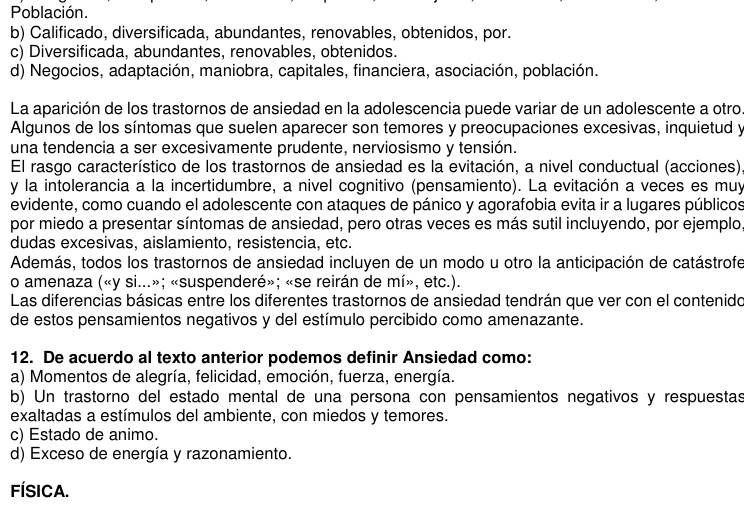 Población.
b) Calificado, diversificada, abundantes, renovables, obtenidos, por.
c) Diversificada, abundantes, renovables, obtenidos.
d) Negocios, adaptación, maniobra, capitales, financiera, asociación, población.
La aparición de los trastornos de ansiedad en la adolescencia puede variar de un adolescente a otro.
Algunos de los síntomas que suelen aparecer son temores y preocupaciones excesivas, inquietud y
una tendencia a ser excesivamente prudente, nerviosismo y tensión.
El rasgo característico de los trastornos de ansiedad es la evitación, a nivel conductual (acciones),
y la intolerancia a la incertidumbre, a nivel cognitivo (pensamiento). La evitación a veces es muy
evidente, como cuando el adolescente con ataques de pánico y agorafobia evita ir a lugares públicos
por miedo a presentar síntomas de ansiedad, pero otras veces es más sutil incluyendo, por ejemplo,
dudas excesivas, aislamiento, resistencia, etc.
Además, todos los trastornos de ansiedad incluyen de un modo u otro la anticipación de catástrofe
o amenaza («y si...»; «suspenderé»; «se reirán de mí», etc.).
Las diferencias básicas entre los diferentes trastornos de ansiedad tendrán que ver con el contenido
de estos pensamientos negativos y del estímulo percibido como amenazante.
12. De acuerdo al texto anterior podemos definir Ansiedad como:
a) Momentos de alegría, felicidad, emoción, fuerza, energía.
b) Un trastorno del estado mental de una persona con pensamientos negativos y respuestas
exaltadas a estímulos del ambiente, con miedos y temores.
c) Estado de animo.
d) Exceso de energía y razonamiento.
FÍSICA.